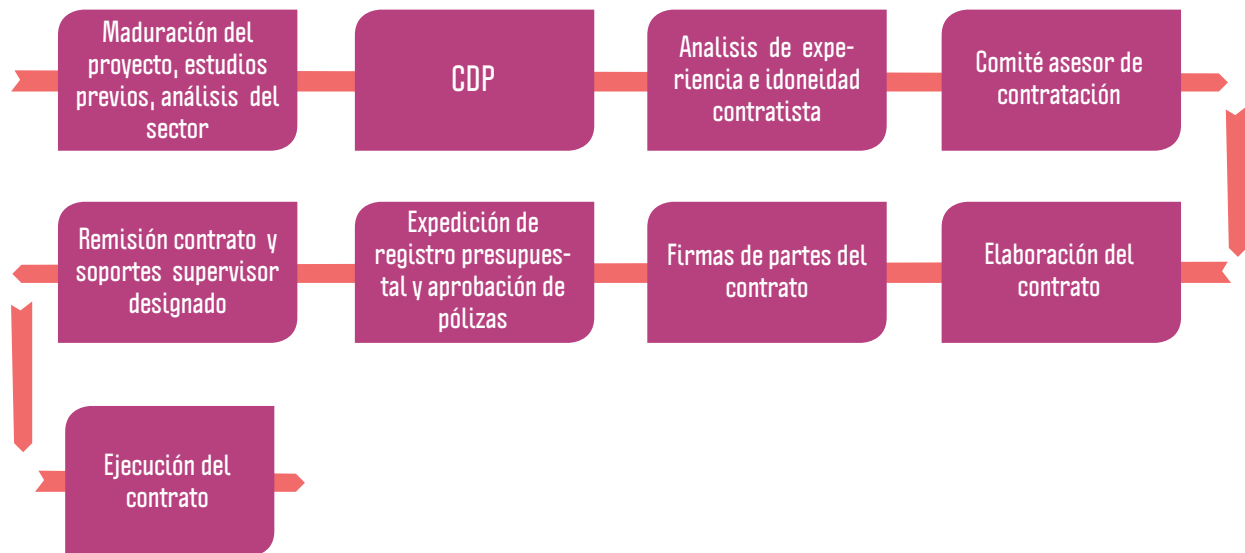 Maduración del
proyecto, estudios
previos, análisis del
sector
CDP
Analisis de expe-
riencia e idoneidad
contratista
Comité asesor de
contratación
Elaboración del
contrato
Firmas de partes del
contrato
Expedición de
registro presupues-
tal y aprobación de
pólizas
Remisión contrato y
soportes supervisor
designado
Ejecución del
contrato